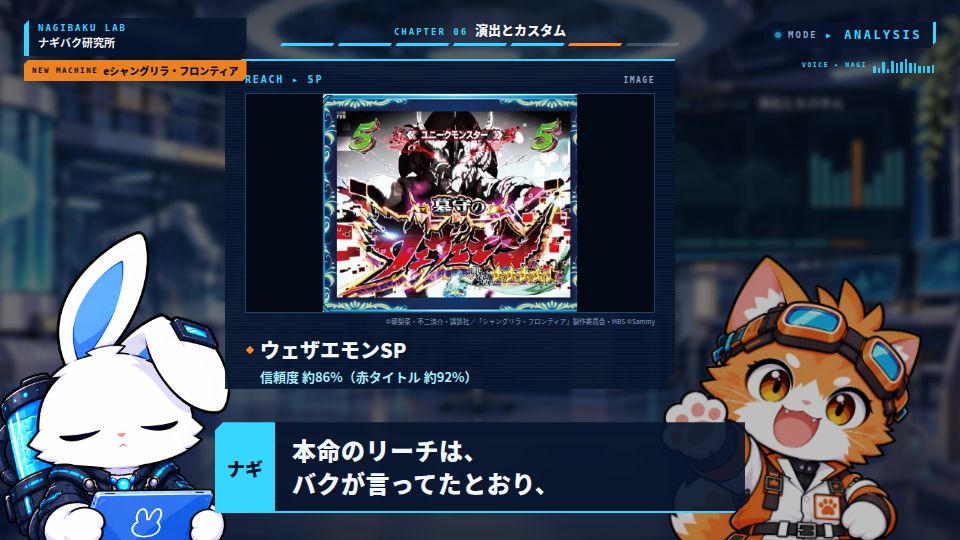 NAGIBAKU LAB
ナギバク研究所
NEW MACHINE eシャングリラ・フロンティア
CHAPTER 06 演出とカスタム
MODE ▸ ANALYSIS
VOICE ▸ NAGI
REACH ▸ SP
IMAGE
5
ユニークモンスター
5
墓守の
ウェザエモン
©硬梨菜・不二涼介・講談社／「シャングリラ・フロンティア」製作委員会・MBS ©Sammy
ウェザエモンSP
信頼度 約86%（赤タイトル 約92%）
ナギ
本命のリーチは、
バクが言ってたとおり、